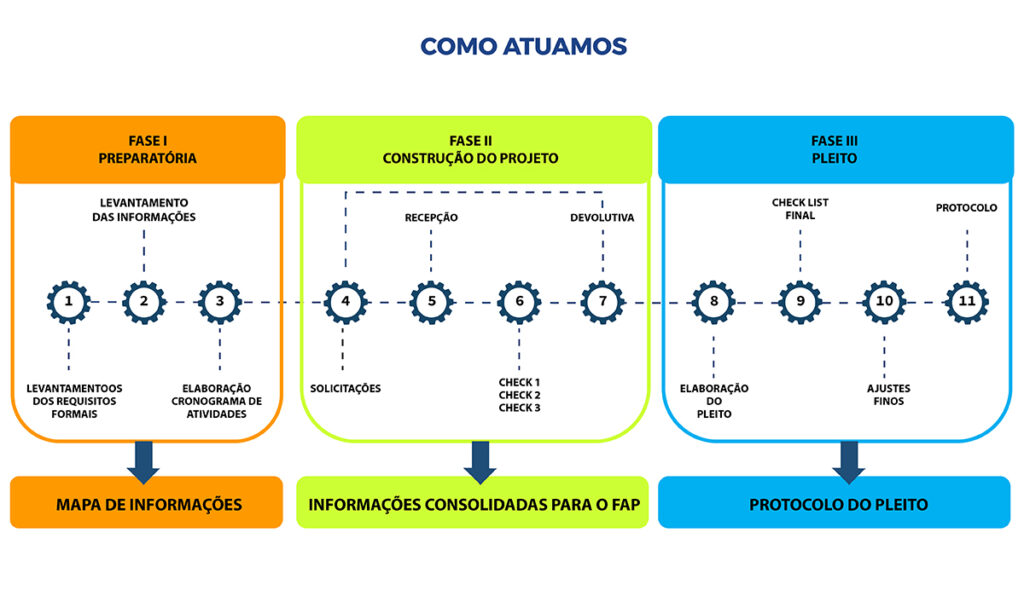 COMO ATUAMOS
FASE I
PREPARATÓRIA
LEVANTAMENTO
DAS INFORMAÇÕES
1
2
3
LEVANTAMENTOOS
DOS REQUISITOS
FORMAIS
ELABORAÇÃO
CRONOGRAMA DE
ATIVIDADES
MAPA DE INFORMAÇÕES
FASE II
CONSTRUÇÃO DO PROJETO
RECEPÇÃO
DEVOLUTIVA
4
5
6
7
SOLICITAÇÕES
CHECK 1
CHECK 2
CHECK 3
INFORMAÇÕES CONSOLIDADAS PARA O FAP
FASE III
PLEITO
CHECK LIST
FINAL
PROTOCOLO
8
9
10
11
ELABORAÇÃO
DO
PLEITO
AJUSTES
FINOS
PROTOCOLO DO PLEITO